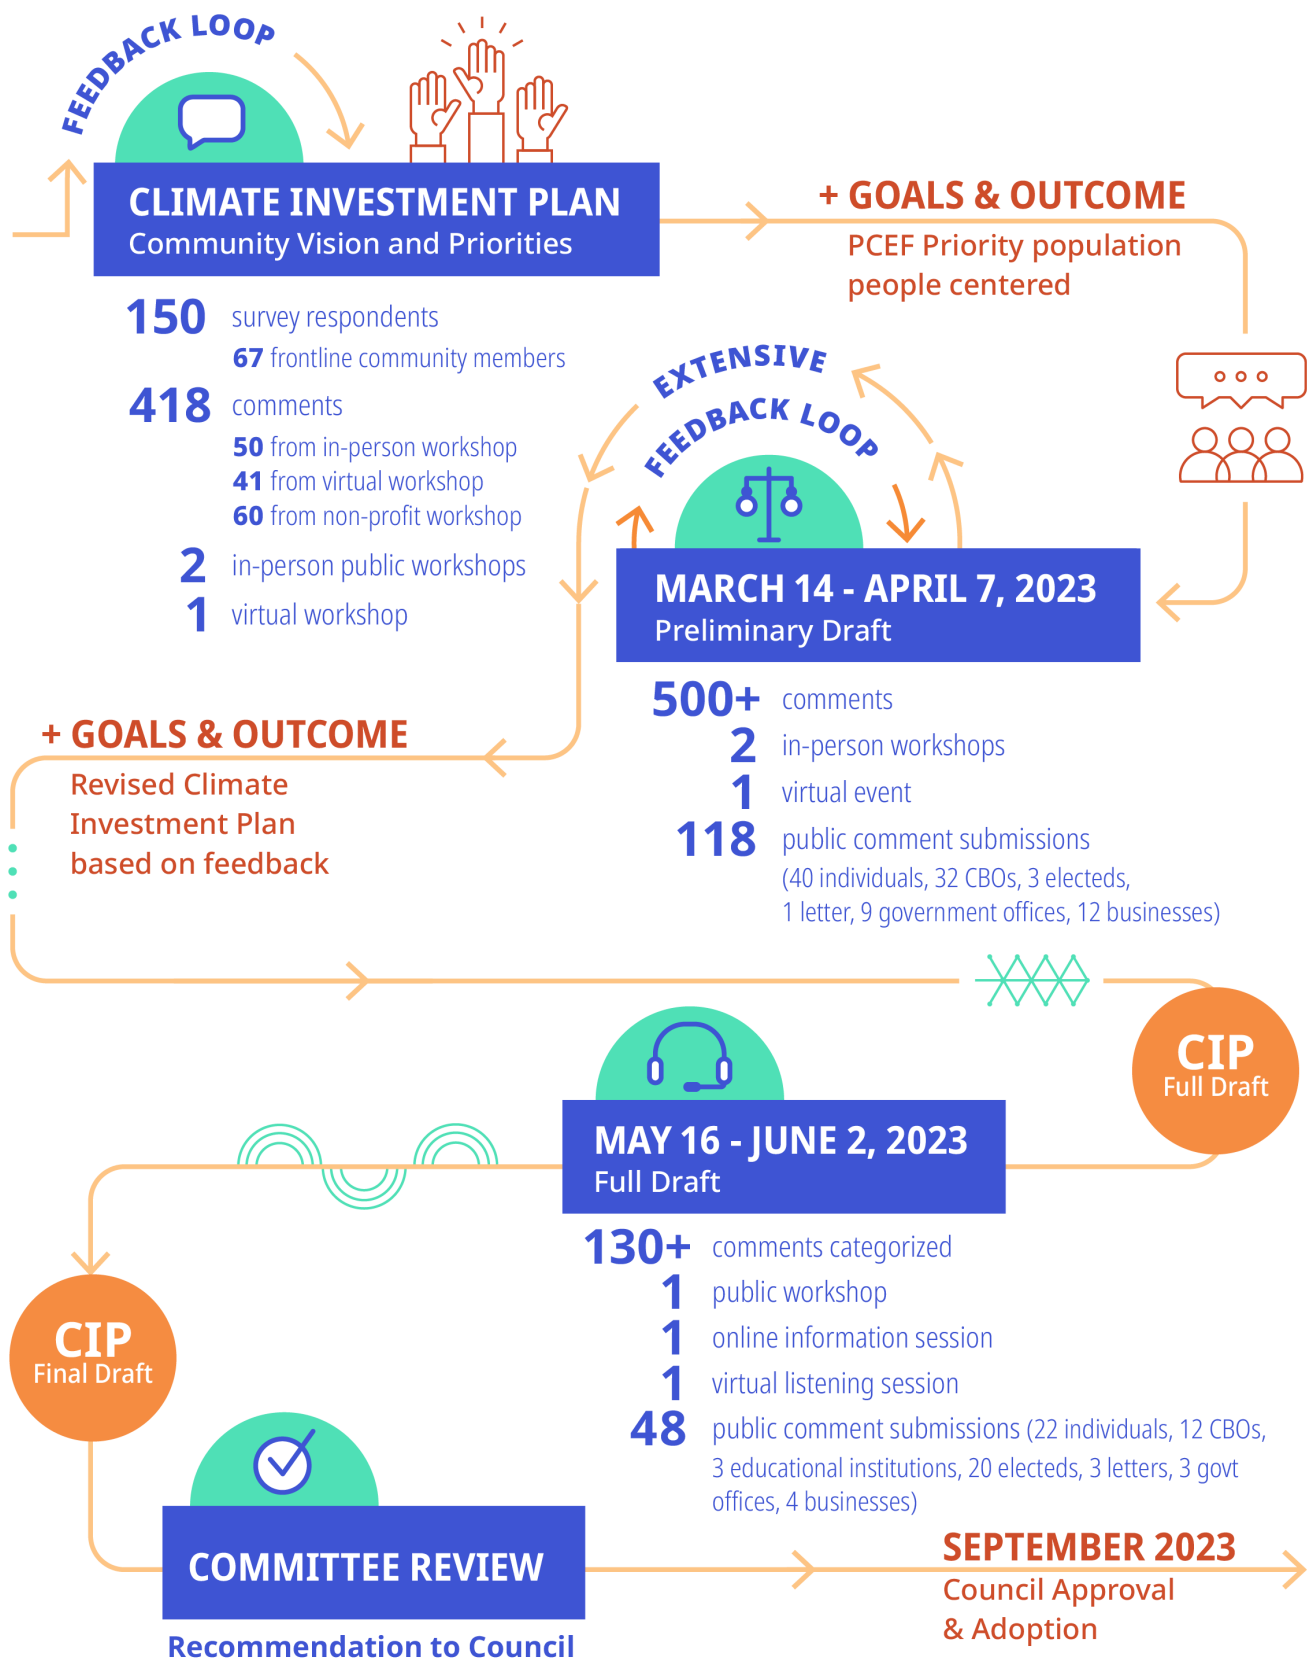 FEEDBACK LOOP
CLIMATE INVESTMENT PLAN
Community Vision and Priorities
+ GOALS & OUTCOME
PCEF Priority population
people centered
150 survey respondents
67 frontline community members
418 comments
50 from in-person workshop
41 from virtual workshop
60 from non-profit workshop
2 in-person public workshops
1 virtual workshop
EXTENSIVE
FEEDBACK LOOP
MARCH 14 - APRIL 7, 2023
Preliminary Draft
500+ comments
2 in-person workshops
1 virtual event
118 public comment submissions
(40 individuals, 32 CBOs, 3 electeds,
1 letter, 9 government offices, 12 businesses)
+ GOALS & OUTCOME
Revised Climate
Investment Plan
based on feedback
CIP
Full Draft
MAY 16 - JUNE 2, 2023
Full Draft
130+ comments categorized
1 public workshop
1 online information session
1 virtual listening session
48 public comment submissions (22 individuals, 12 CBOs,
3 educational institutions, 20 electeds, 3 letters, 3 govt
offices, 4 businesses)
CIP
Final Draft
COMMITTEE REVIEW
Recommendation to Council
SEPTEMBER 2023
Council Approval
& Adoption